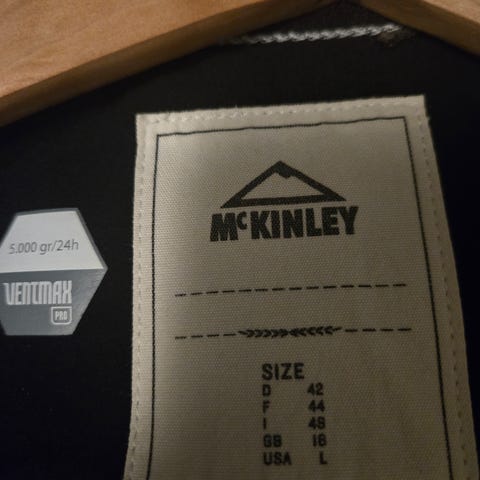 McKINLEY
5.000 gr/24h
VENTMAX
PRO
SIZE
D 42
F 44
I 48
GB 16
USA L